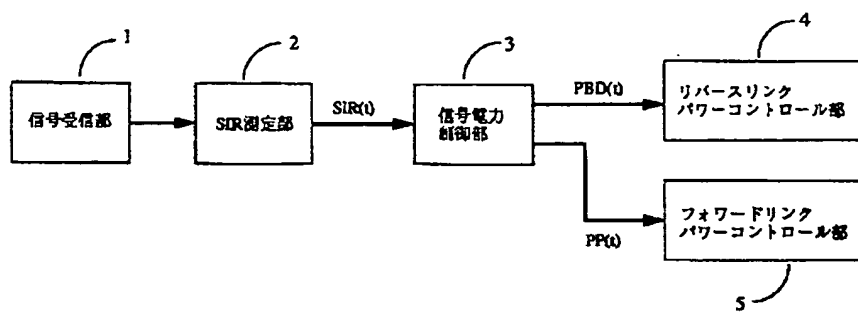 1
2
3
4
信号受信部
SIR測定部
SIR(t)
信号電力
制御部
PBD(t)
リバースリンク
パワーコントロール部
PP(t)
フォワードリンク
パワーコントロール部
5